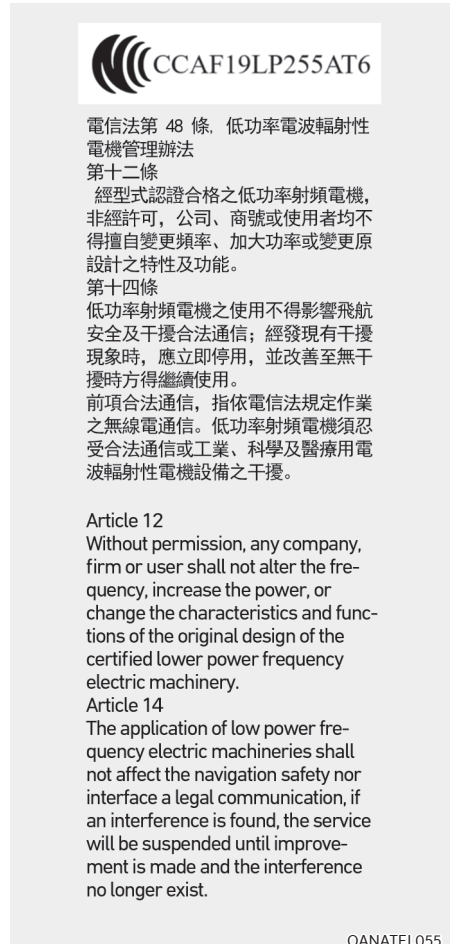 CCAF19LP255AT6
電信法第 48 條, 低功率電波輻射性
電機管理辦法
第十二條
經型式認證合格之低功率射頻電機，
非經許可，公司、商號或使用者均不
得擅自變更頻率、加大功率或變更原
設計之特性及功能。
第十四條
低功率射頻電機之使用不得影響飛航
安全及干擾合法通信；經發現有干擾
現象時，應立即停用，並改善至無干
擾時方得繼續使用。
前項合法通信，指依電信法規定作業
之無線電通信。低功率射頻電機須忍
受合法通信或工業、科學及醫療用電
波輻射性電機設備之干擾。
Article 12
Without permission, any company,
firm or user shall not alter the fre-
quency, increase the power, or
change the characteristics and func-
tions of the original design of the
certified lower power frequency
electric machinery.
Article 14
The application of low power fre-
quency electric machineries shall
not affect the navigation safety nor
interface a legal communication, if
an interference is found, the service
will be suspended until improve-
ment is made and the interference
no longer exist.
OANATEL055